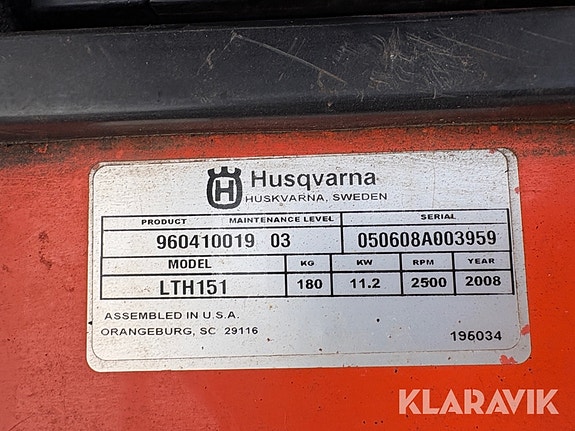 H Husqvarna
HUSKVARNA, SWEDEN
PRODUCT MAINTENANCE LEVEL SERIAL
960410019 03 050608A003959
MODEL KG KW RPM YEAR
LTH151 180 11.2 2500 2008
ASSEMBLED IN U.S.A.
ORANGEBURG, SC 29116
195034
KLARAVIK